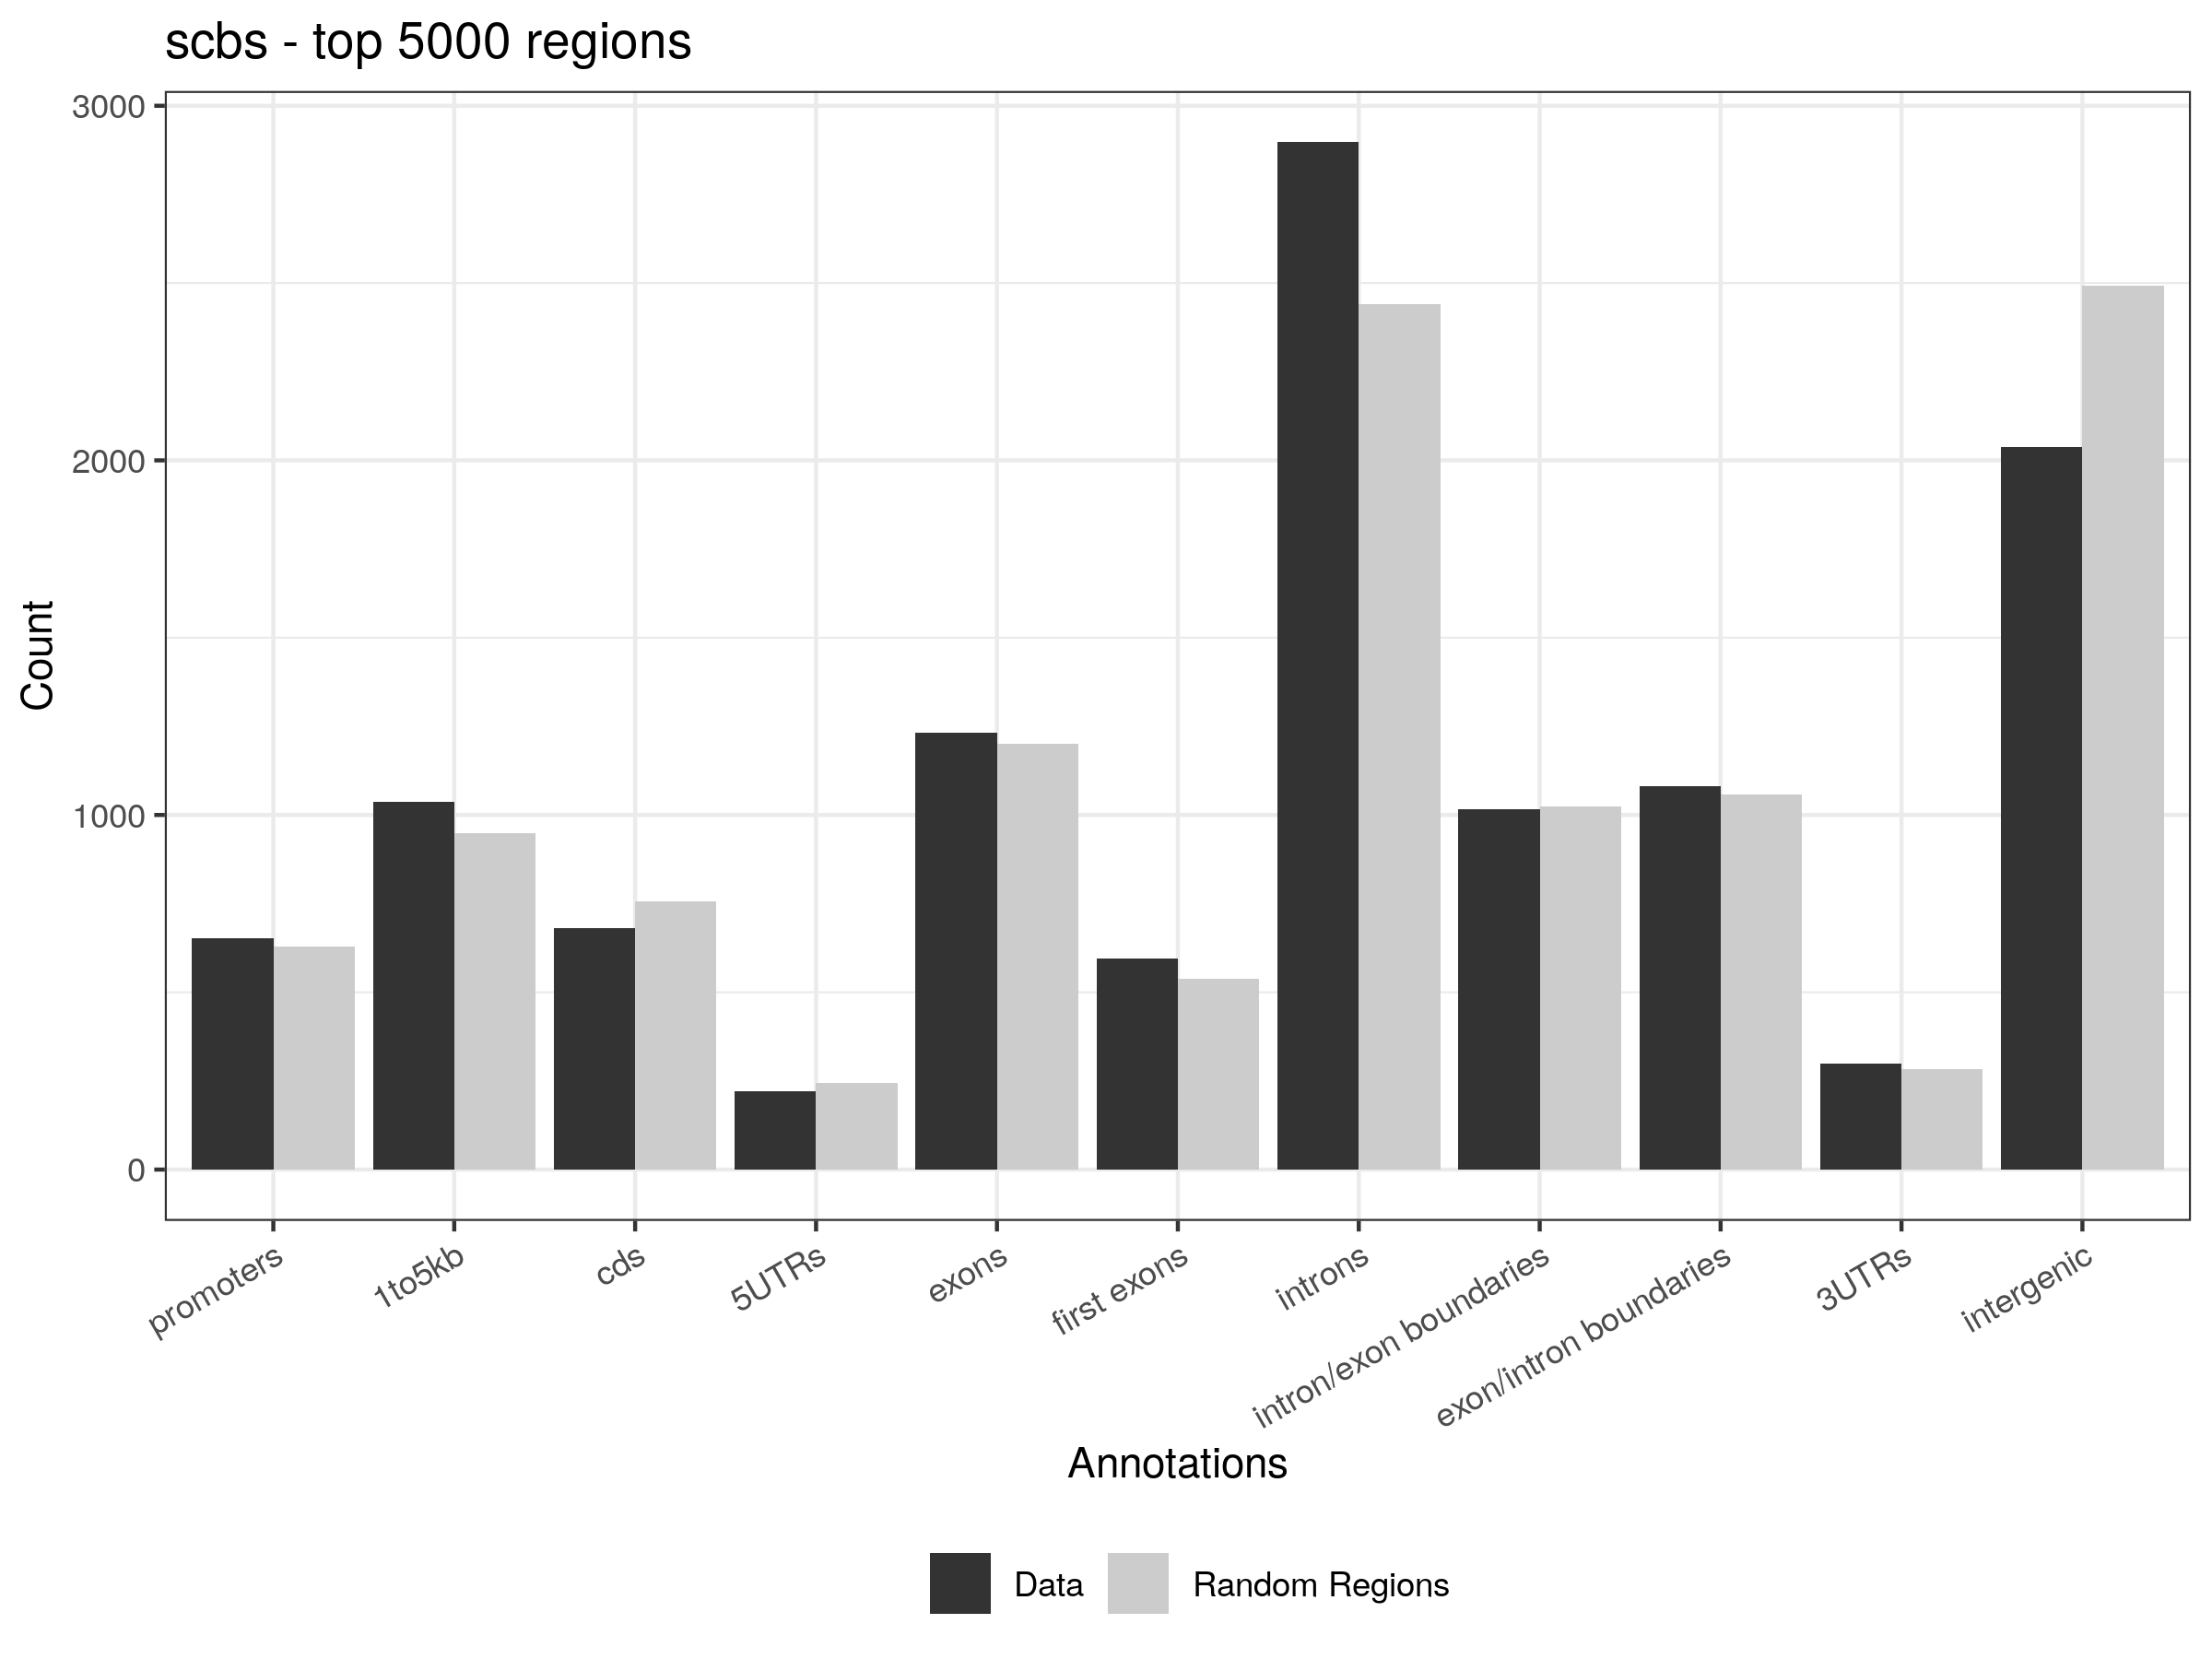 scbs - top 5000 regions
Count
3000
2000
1000
0
promoters
1to5kb
cds
5UTRs
exons
first exons
introns
intron/exon boundaries
exon/intron boundaries
3UTRs
intergenic
Annotations
Data
Random Regions